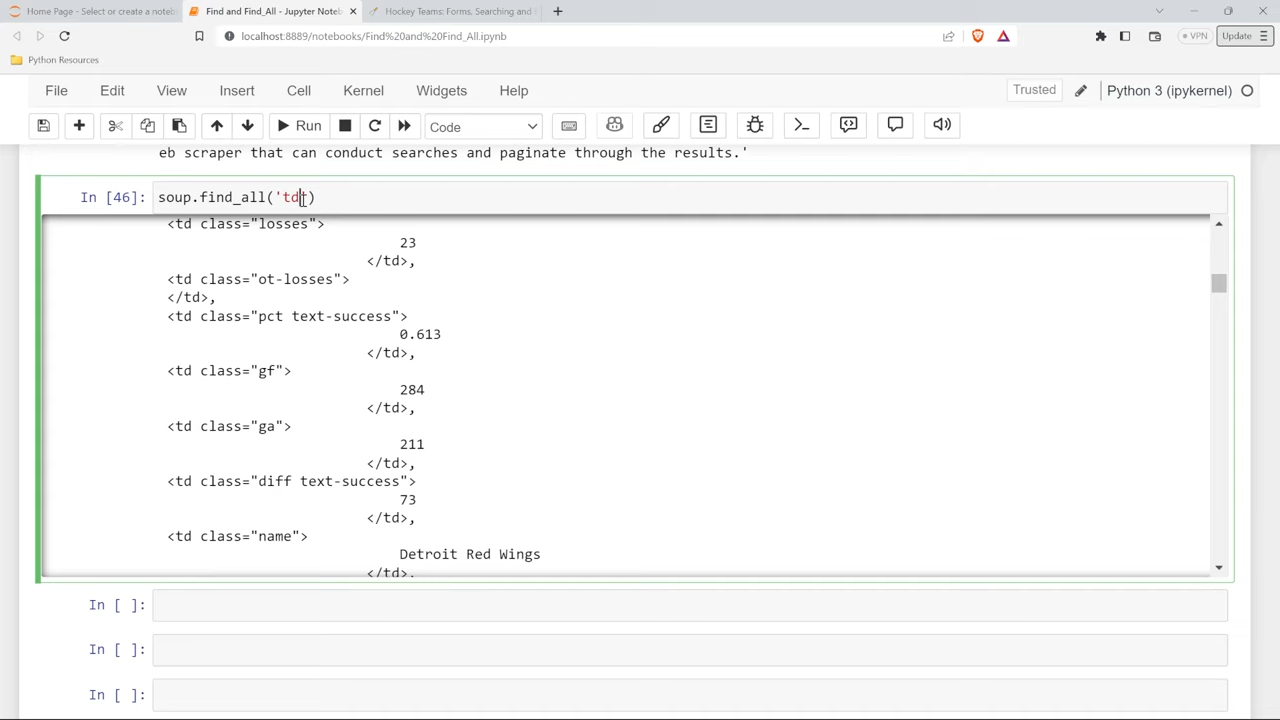 Home Page - Select or create a noteb
Find and Find_All - Jupyter Noteb
Hockey Teams: Forms, Searching and
localhost:8889/notebooks/Find%20and%20Find_All.ipynb
VPN
Update
Python Resources
File Edit View Insert Cell Kernel Widgets Help
Trusted
Python 3 (ipykernel)
Run
Code
eb scraper that can conduct searches and paginate through the results.'
In [46]: soup.find_all('td')
<td class="losses">
23
</td>,
<td class="ot-losses">
</td>,
<td class="pct text-success">
0.613
</td>,
<td class="gf">
284
</td>,
<td class="ga">
211
</td>,
<td class="diff text-success">
73
</td>,
<td class="name">
Detroit Red Wings
</td>,
In [ ]:
In [ ]:
In [ ]: